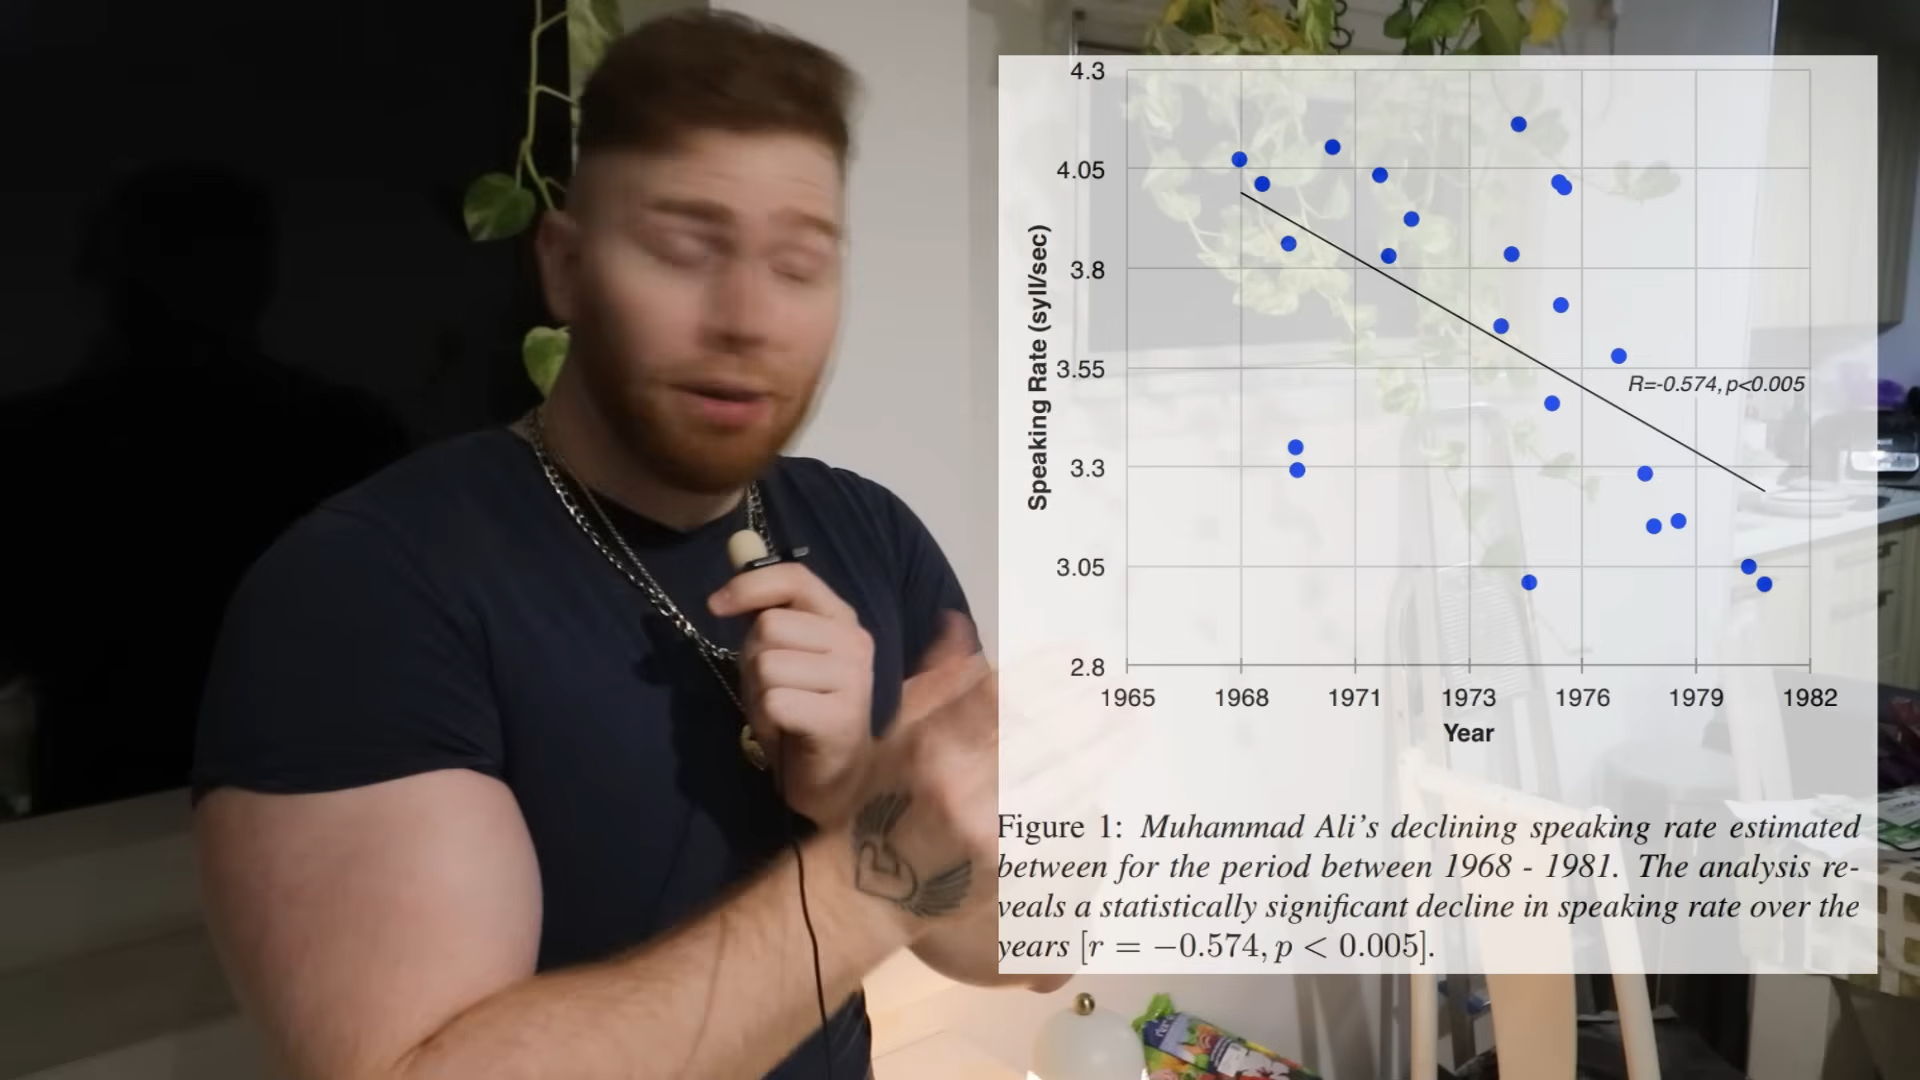 4.3
4.05
3.8
3.55
3.3
3.05
2.8
Speaking Rate (syll/sec)
R=-0.574, p<0.005
1965 1968 1971 1973 1976 1979 1982
Year
Figure 1: Muhammad Ali's declining speaking rate estimated
between for the period between 1968 - 1981. The analysis re-
veals a statistically significant decline in speaking rate over the
years [r = −0.574, p < 0.005].